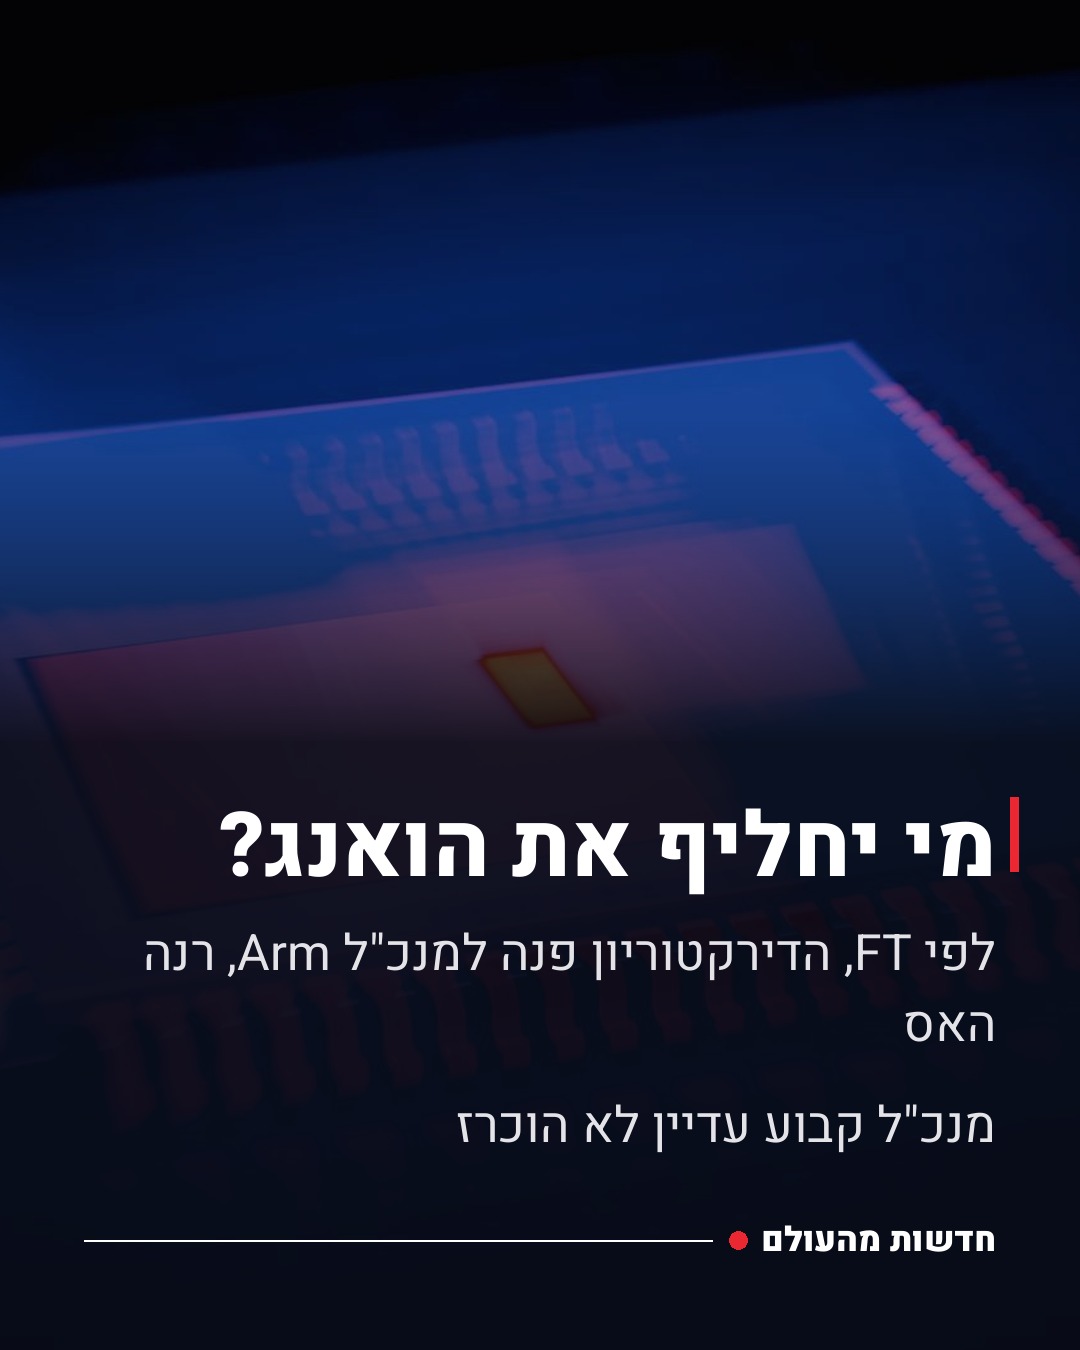 מי יחליף את הואנג?
לפי FT, הדירקטוריון פנה למנכ"ל Arm, רנה
האס
מנכ"ל קבוע עדיין לא הוכרז
חדשות מהעולם